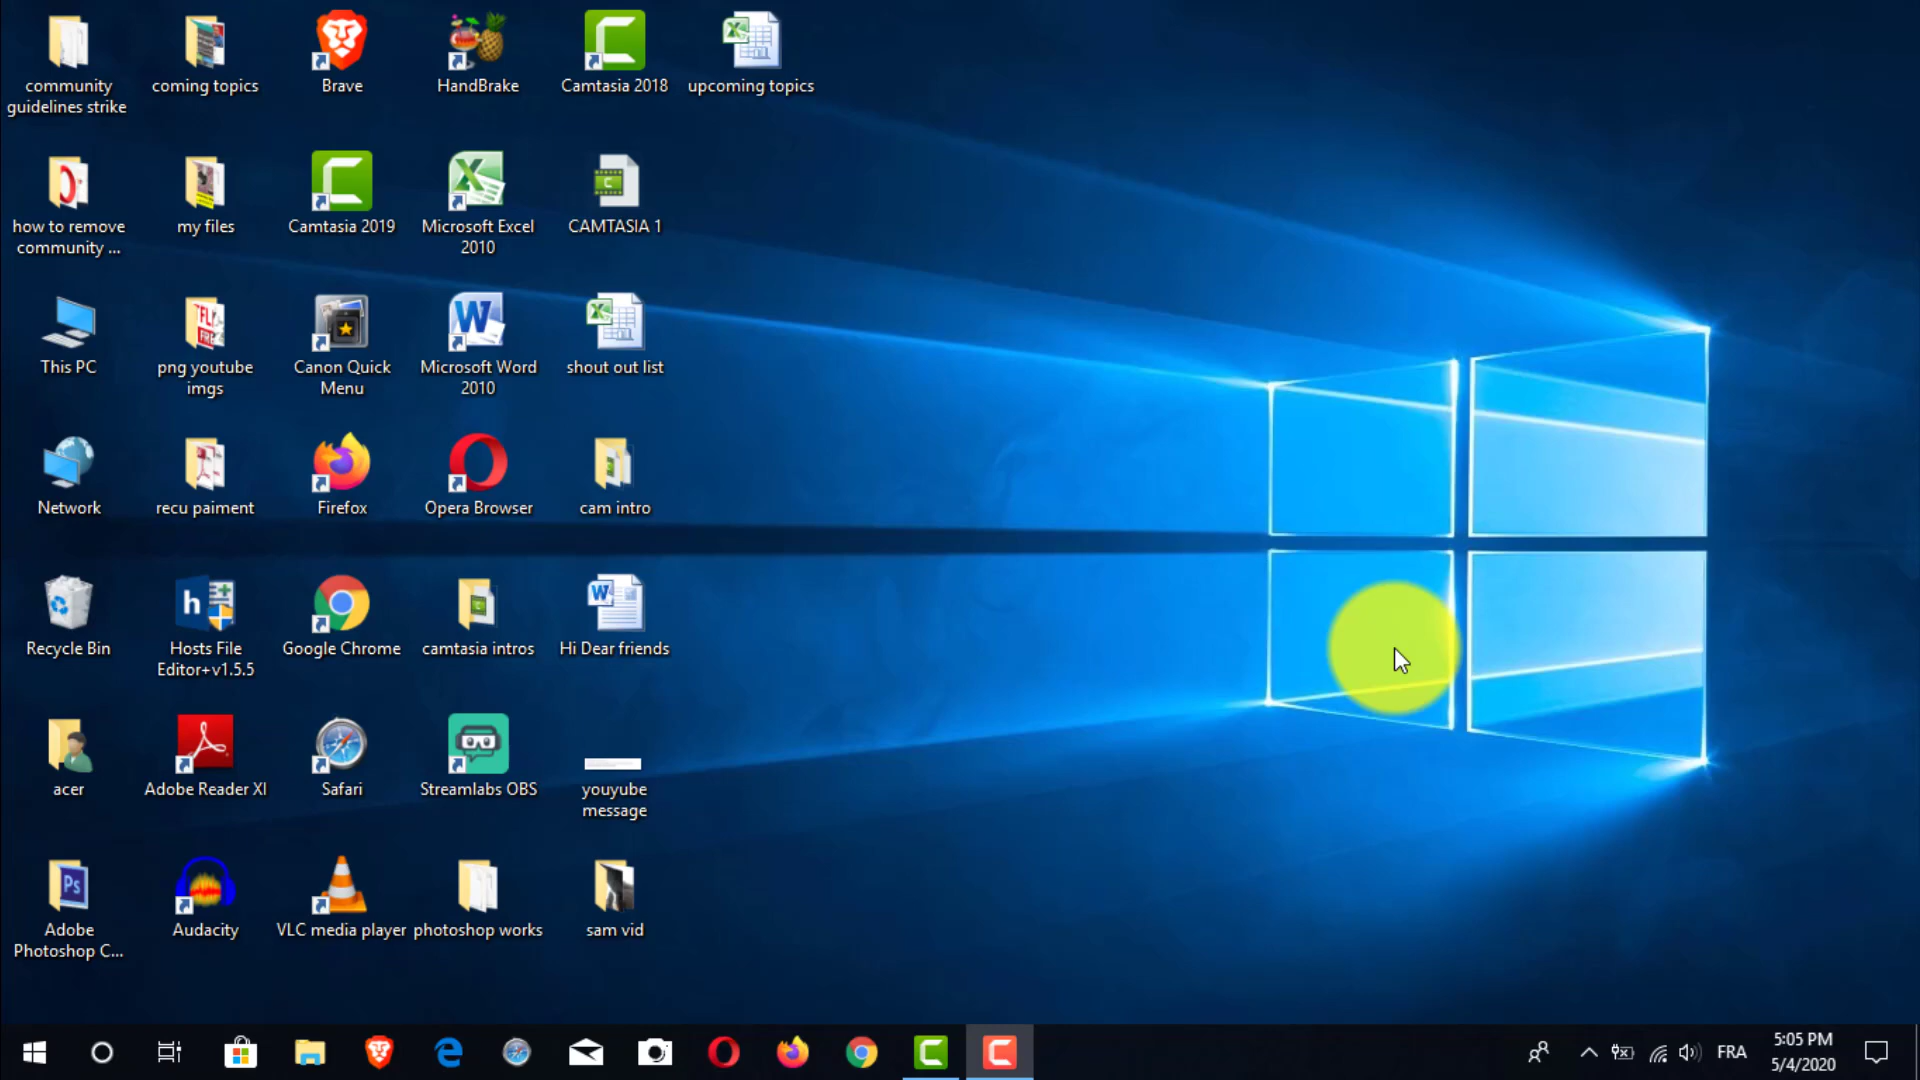 community
guidelines strike
coming topics
Brave
HandBrake
Camtasia 2018
upcoming topics
how to remove
community ...
my files
Camtasia 2019
Microsoft Excel
2010
CAMTASIA 1
This PC
png youtube
imgs
Canon Quick
Menu
Microsoft Word
2010
shout out list
Network
recu paiment
Firefox
Opera Browser
cam intro
Recycle Bin
Hosts File
Editor+v1.5.5
Google Chrome
camtasia intros
Hi Dear friends
acer
Adobe Reader XI
Safari
Streamlabs OBS
youyube
message
Adobe
Photoshop C...
Audacity
VLC media player
photoshop works
sam vid
FRA
5:05 PM
5/4/2020